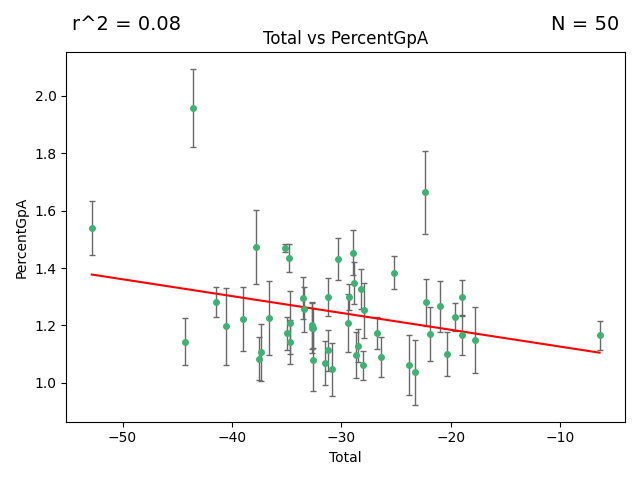 r^2 = 0.08
N = 50
Total vs PercentGpA
PercentGpA
2.0
1.8
1.6
1.4
1.2
1.0
−50
−40
−30
−20
−10
Total